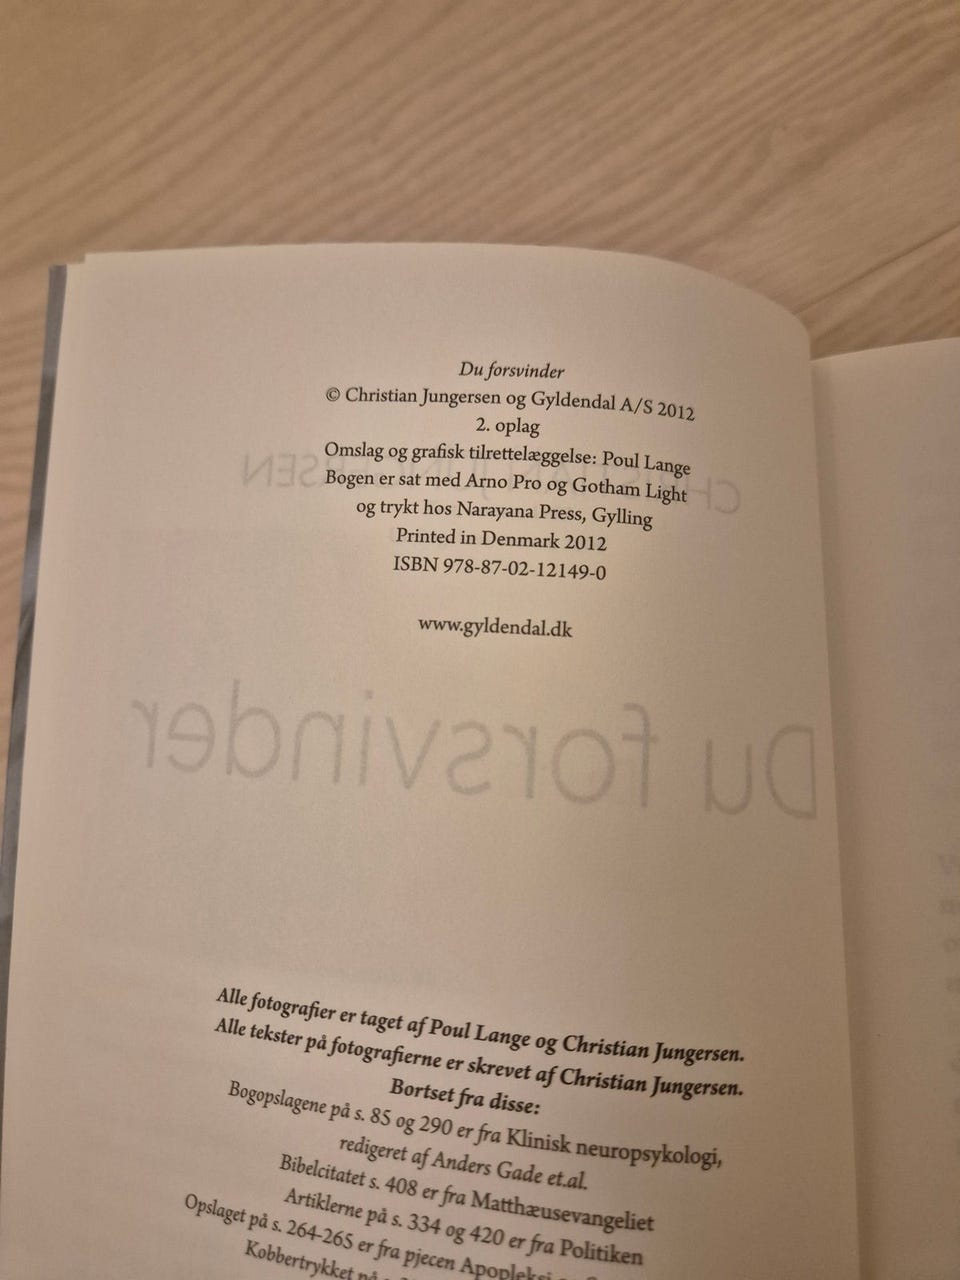 Du forsvinder
© Christian Jungersen og Gyldendal A/S 2012
2. oplag
Omslag og grafisk tilrettelæggelse: Poul Lange
Bogen er sat med Arno Pro og Gotham Light
og trykt hos Narayana Press, Gylling
Printed in Denmark 2012
ISBN 978-87-02-12149-0
www.gyldendal.dk
Du forsvinder
Alle fotografier er taget af Poul Lange og Christian Jungersen.
Alle tekster på fotografierne er skrevet af Christian Jungersen.
Bortset fra disse:
Bogopslagene på s. 85 og 290 er fra Klinisk neuropsykologi,
redigeret af Anders Gade et.al.
Bibelcitatet s. 408 er fra Matthæusevangeliet
Artiklerne på s. 334 og 420 er fra Politiken
Opslaget på s. 264-265 er fra pjecen Apopleksi
Kobbertrykket på